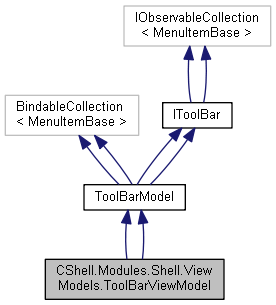 IObservableCollection
< MenuItemBase >
BindableCollection
< MenuItemBase >
IToolBar
ToolBarModel
CShell.Modules.Shell.View
Models.ToolBarViewModel